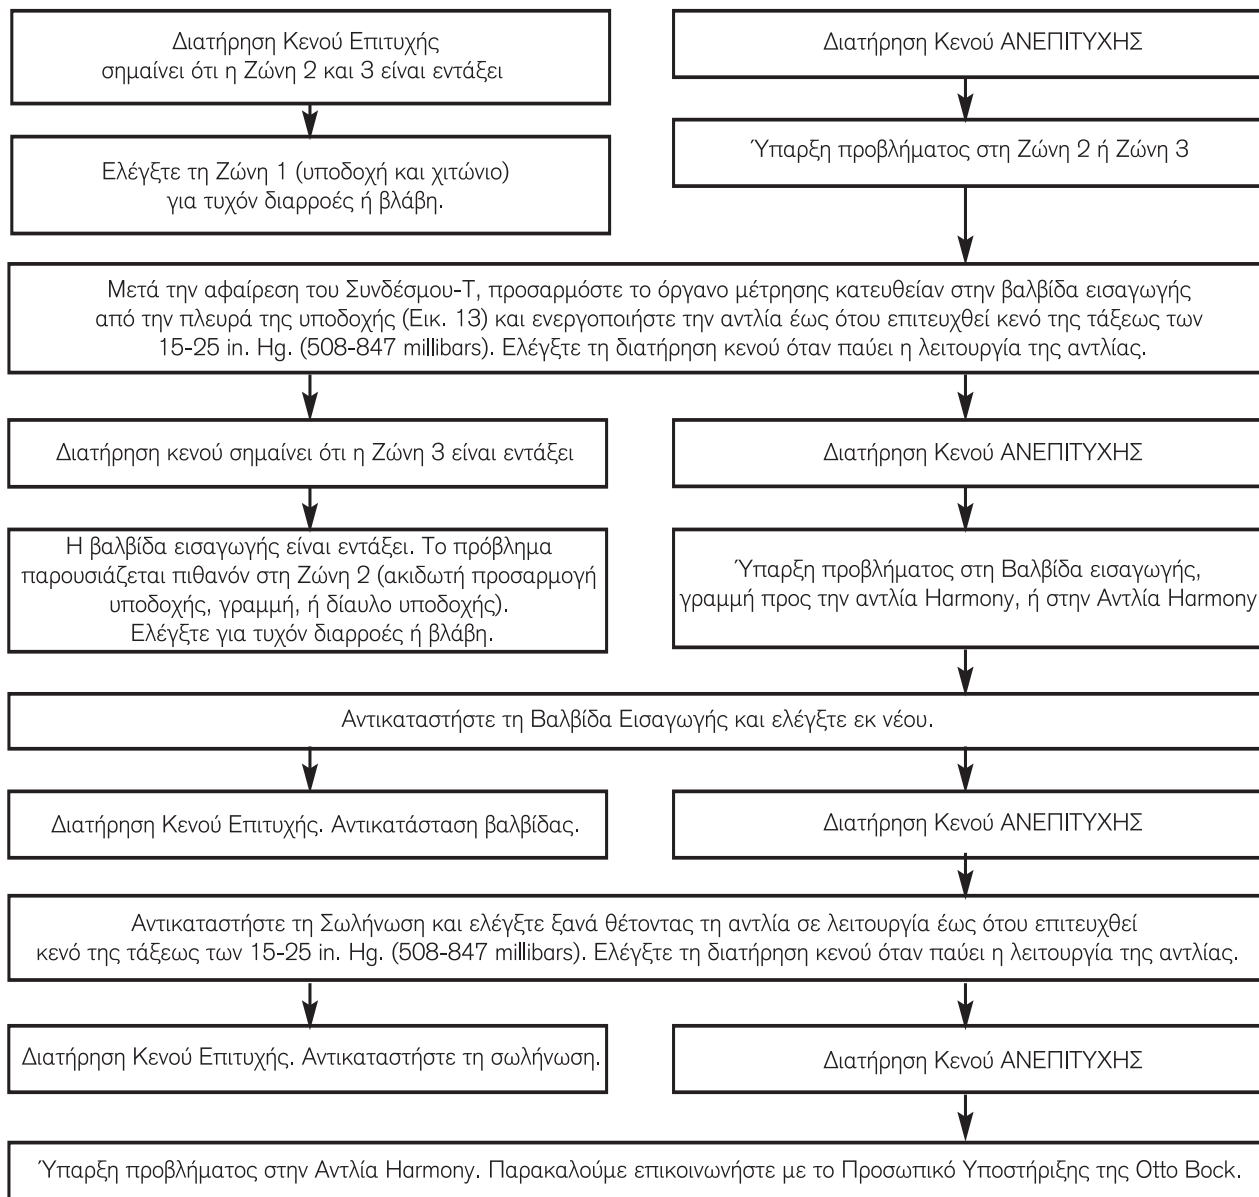 Διατήρηση Κενού Επιτυχής
σημαίνει ότι η Ζώνη 2 και 3 είναι εντάξει
Διατήρηση Κενού ΑΝΕΠΙΤΥΧΗΣ
Ελέγξτε τη Ζώνη 1 (υποδοχή και χιτώνιο)
για τυχόν διαρροές ή βλάβη.
Ύπαρξη προβλήματος στη Ζώνη 2 ή Ζώνη 3
Μετά την αφαίρεση του Συνδέσμου-Τ, προσαρμόστε το όργανο μέτρησης κατευθείαν στην βαλβίδα εισαγωγής
από την πλευρά της υποδοχής (Εικ. 13) και ενεργοποιήστε την αντλία έως ότου επιτευχθεί κενό της τάξεως των
15-25 in. Hg. (508-847 millibars). Ελέγξτε τη διατήρηση κενού όταν παύει η λειτουργία της αντλίας.
Διατήρηση κενού σημαίνει ότι η Ζώνη 3 είναι εντάξει
Διατήρηση Κενού ΑΝΕΠΙΤΥΧΗΣ
Η βαλβίδα εισαγωγής είναι εντάξει. Το πρόβλημα
παρουσιάζεται πιθανόν στη Ζώνη 2 (ακιδωτή προσαρμογή
υποδοχής, γραμμή, ή δίαυλο υποδοχής).
Ελέγξτε για τυχόν διαρροές ή βλάβη.
Ύπαρξη προβλήματος στη Βαλβίδα εισαγωγής,
γραμμή προς την αντλία Harmony, ή στην Αντλία Harmony
Αντικαταστήστε τη Βαλβίδα Εισαγωγής και ελέγξτε εκ νέου.
Διατήρηση Κενού Επιτυχής. Αντικατάσταση βαλβίδας.
Διατήρηση Κενού ΑΝΕΠΙΤΥΧΗΣ
Αντικαταστήστε τη Σωλήνωση και ελέγξτε ξανά θέτοντας τη αντλία σε λειτουργία έως ότου επιτευχθεί
κενό της τάξεως των 15-25 in. Hg. (508-847 millibars). Ελέγξτε τη διατήρηση κενού όταν παύει η λειτουργία της αντλίας.
Διατήρηση Κενού Επιτυχής. Αντικαταστήστε τη σωλήνωση.
Διατήρηση Κενού ΑΝΕΠΙΤΥΧΗΣ
Ύπαρξη προβλήματος στην Αντλία Harmony. Παρακαλούμε επικοινωνήστε με το Προσωπικό Υποστήριξης της Otto Bock.